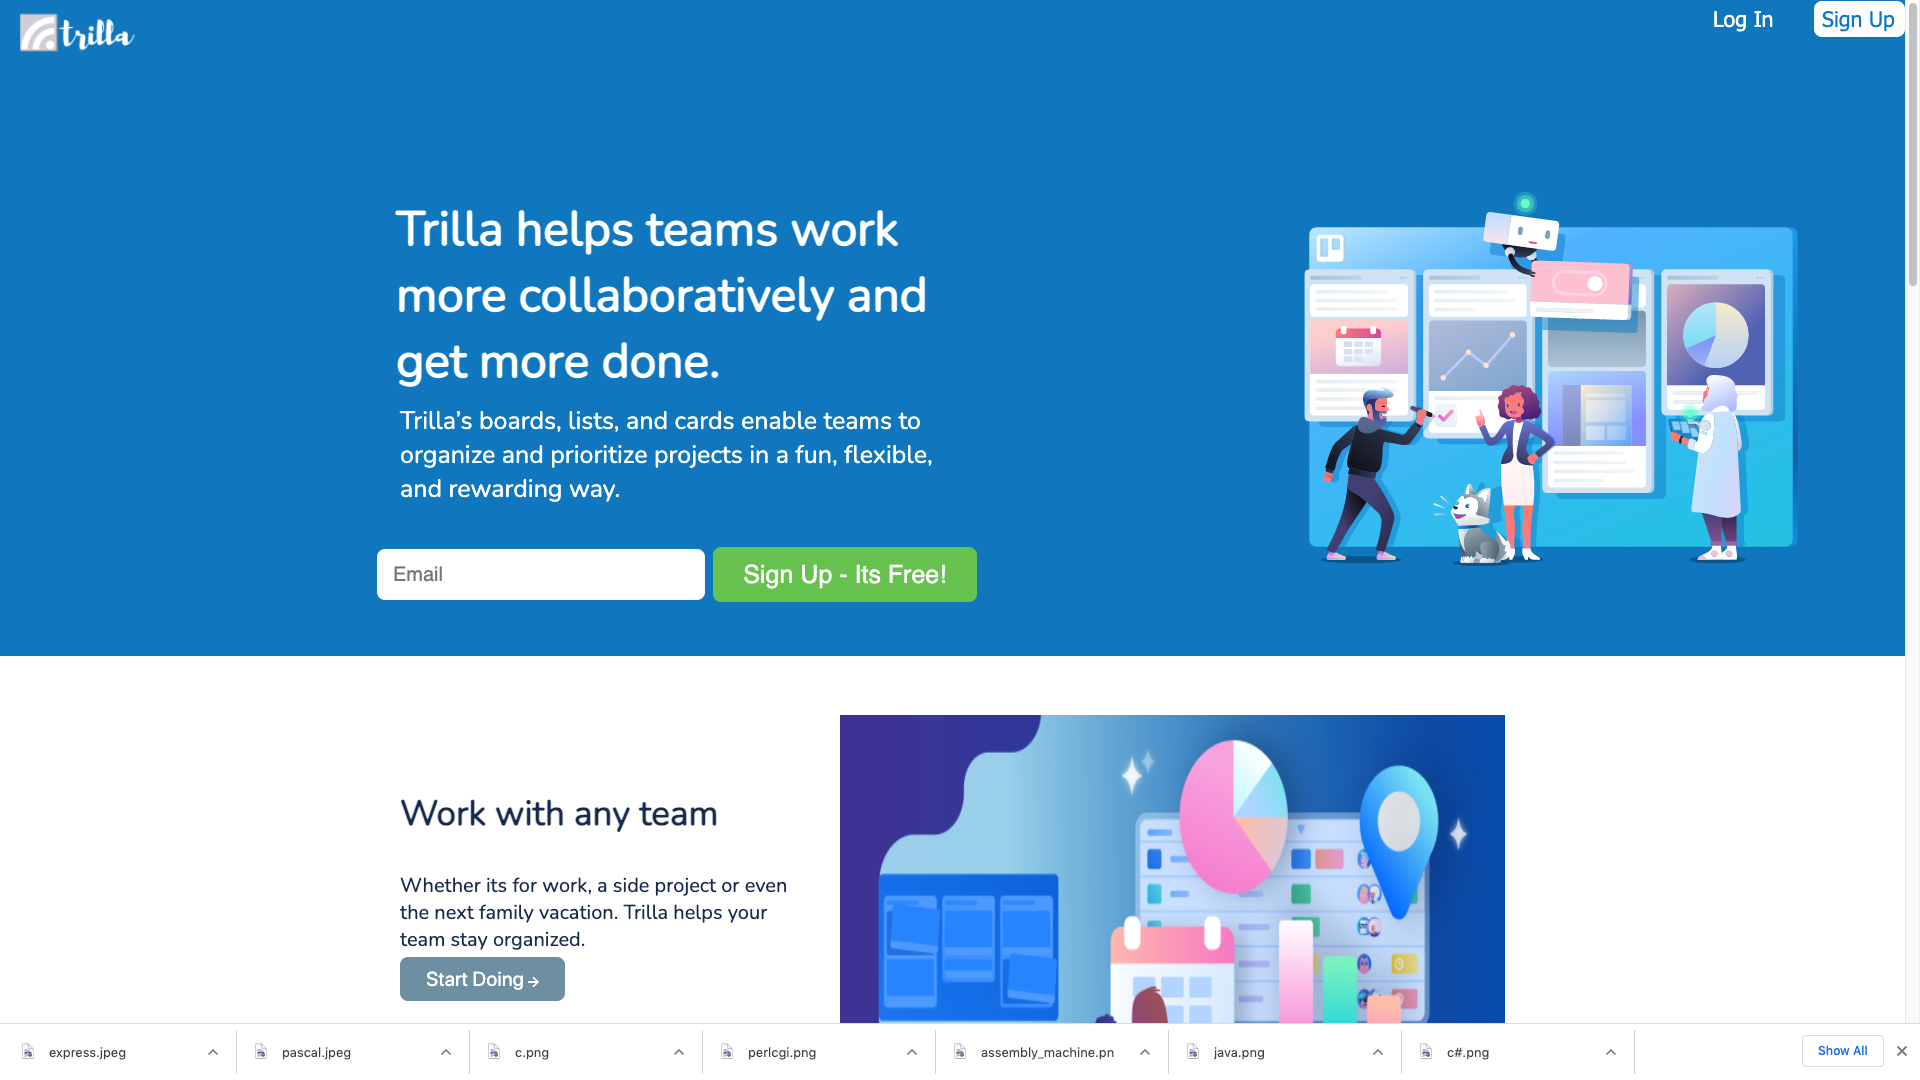 trilla
Log In
Sign Up
Trilla helps teams work
more collaboratively and
get more done.
Trilla’s boards, lists, and cards enable teams to
organize and prioritize projects in a fun, flexible,
and rewarding way.
Email
Sign Up - Its Free!
Work with any team
Whether its for work, a side project or even
the next family vacation. Trilla helps your
team stay organized.
Start Doing→
express.jpeg
pascal.jpeg
c.png
perlcgi.png
assembly_machine.pn
java.png
c#.png
Show All